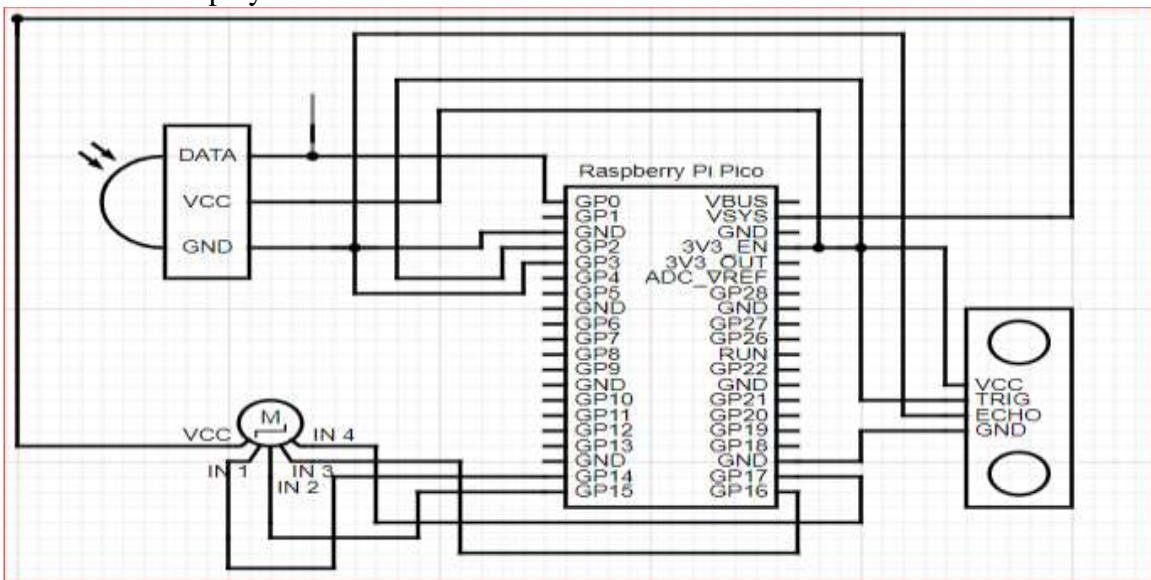 DATA
VCC
GND
Raspberry Pi Pico
GP0
GP1
GND
GP2
GP3
GP4
GP5
GND
GP6
GP7
GP8
GP9
GND
GP10
GP11
GP12
GP13
GND
GP14
GP15
VBUS
VSYS
GND
3V3_EN
3V3_OUT
ADC_VREF
GP28
GND
GP27
GP26
RUN
GP22
GND
GP21
GP20
GP19
GP18
GND
GP17
GP16
VCC
TRIG
ECHO
GND
M
VCC
IN 4
IN 1
IN 3
IN 2